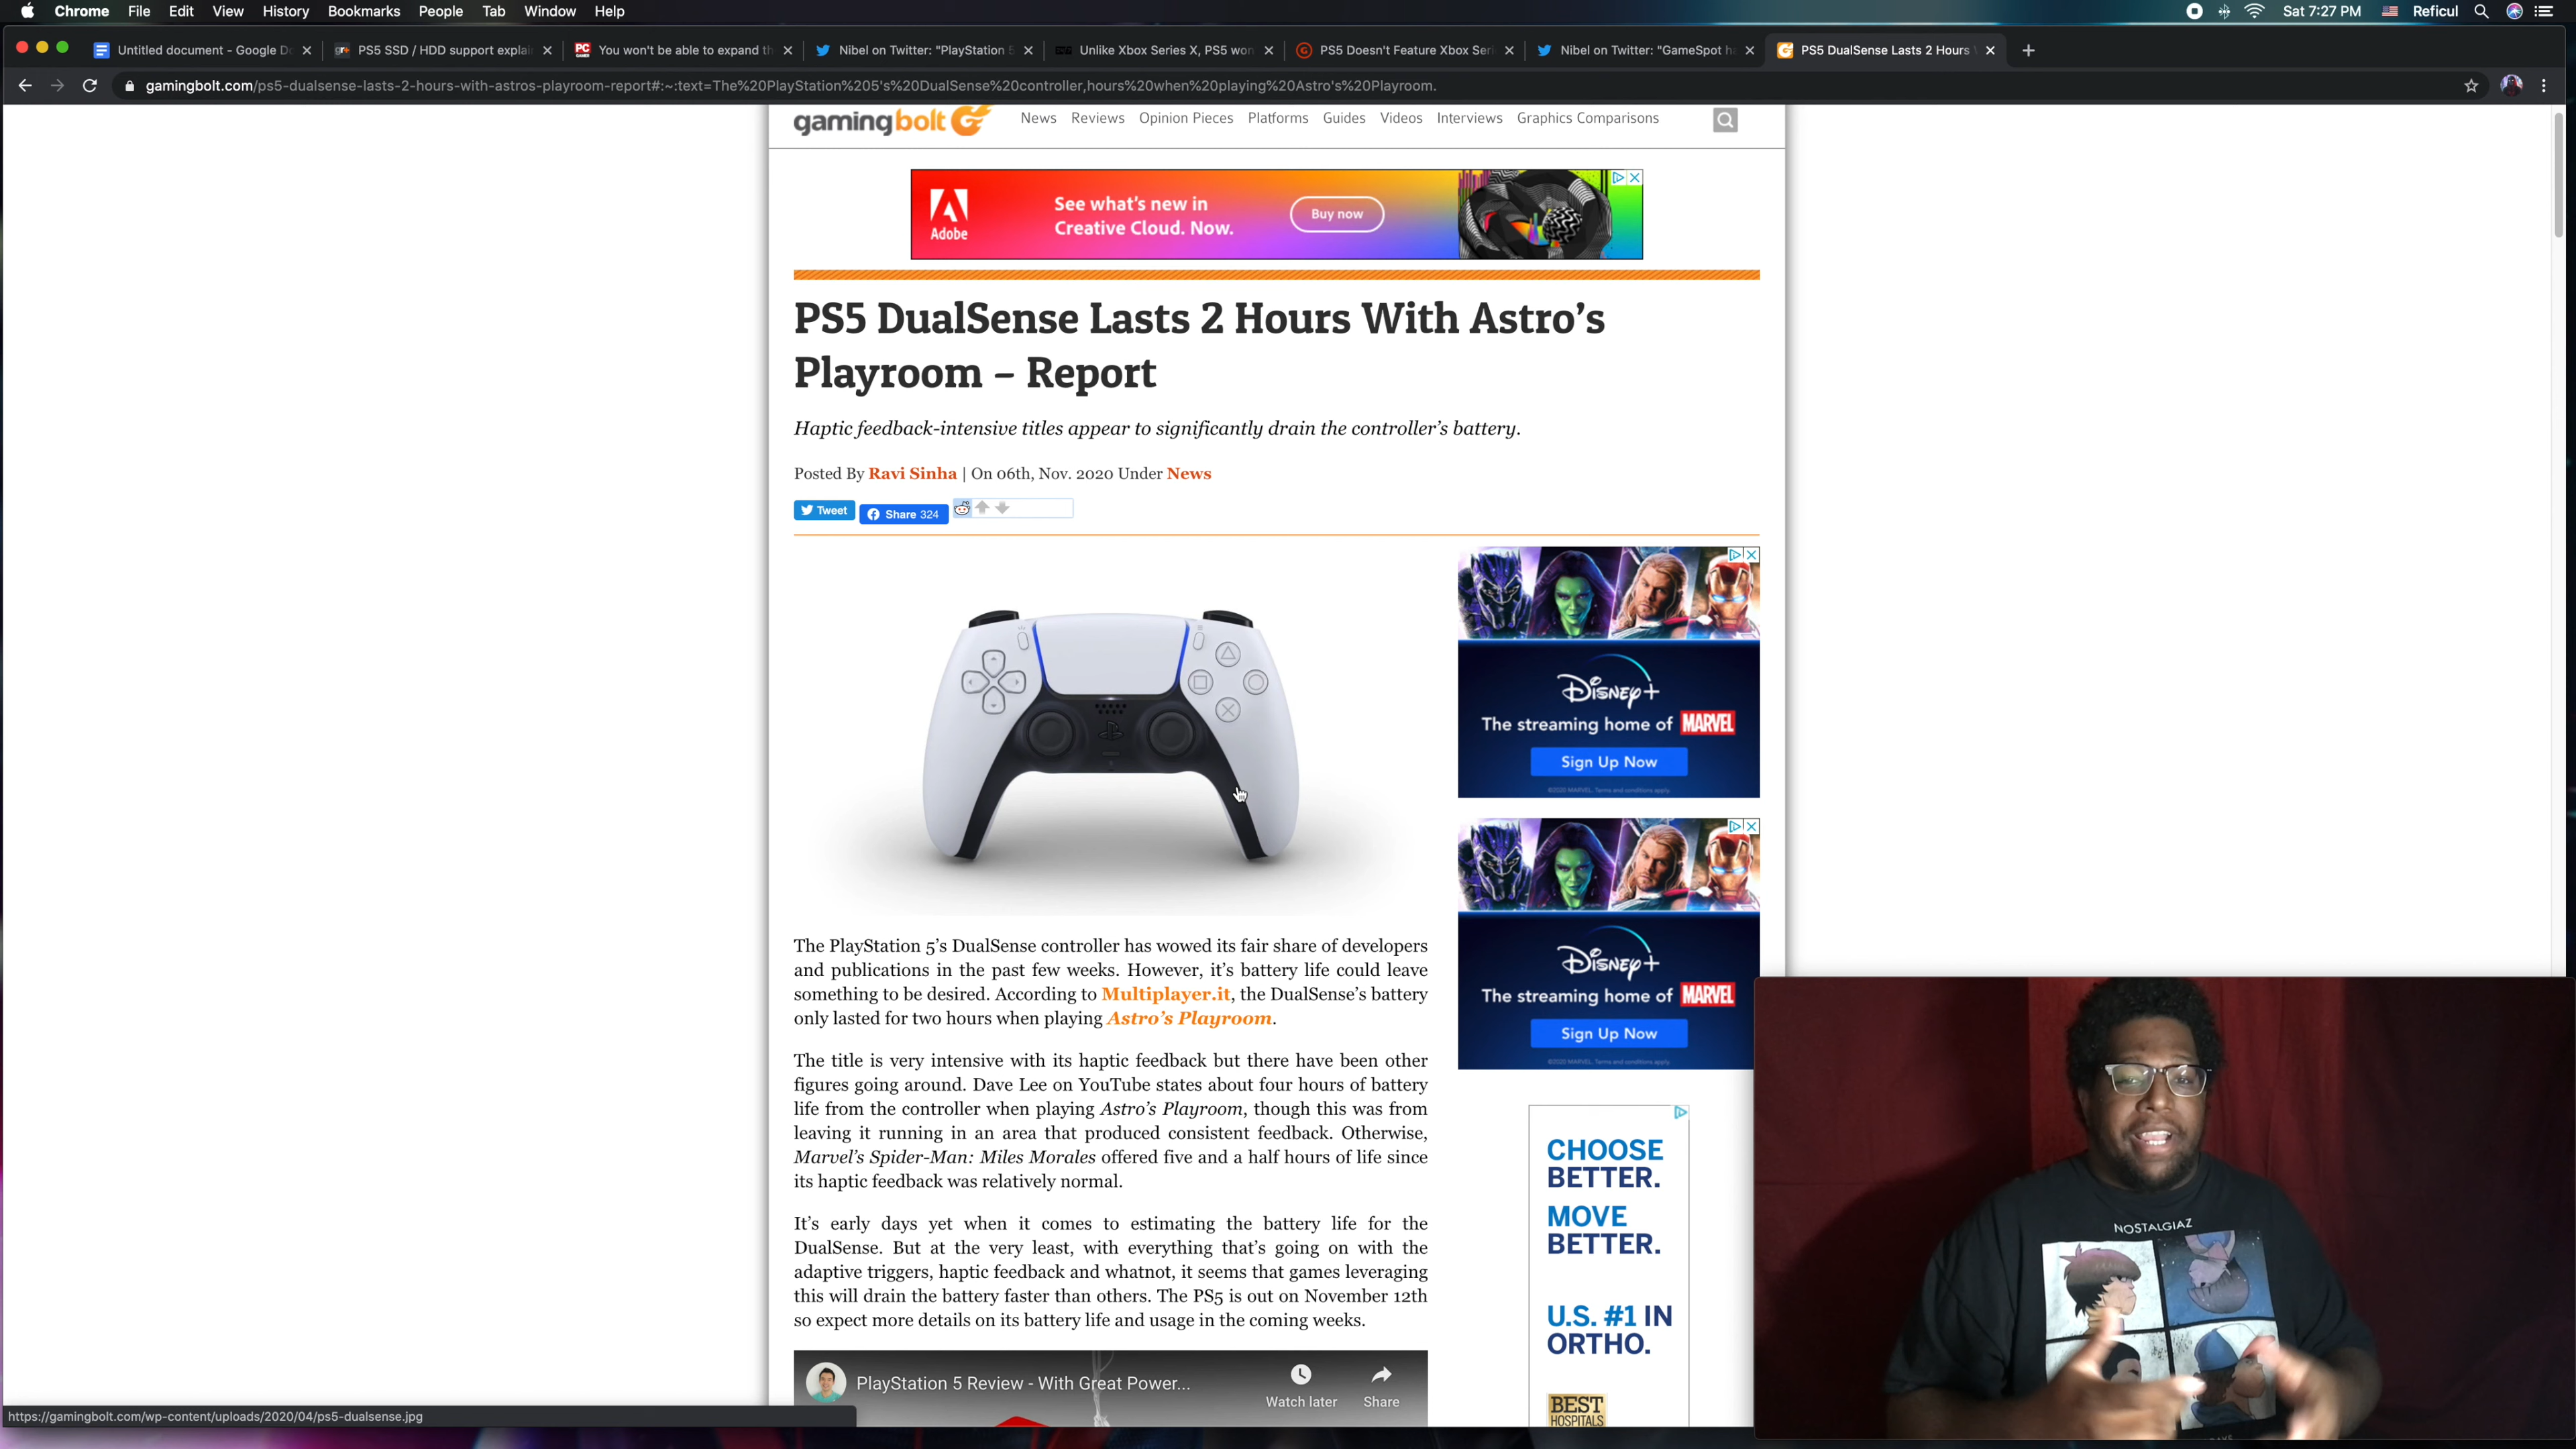 Chrome File Edit View History Bookmarks People Tab Window Help Sat 7:27 PM Reficul
Untitled document - Google Do
PS5 SSD / HDD support explai
You won't be able to expand th
Nibel on Twitter: "PlayStation 5
Unlike Xbox Series X, PS5 won
PS5 Doesn't Feature Xbox Seri
Nibel on Twitter: "GameSpot ha
PS5 DualSense Lasts 2 Hours
gamingbolt.com/ps5-dualsense-lasts-2-hours-with-astros-playroom-report#:~:text=The%20PlayStation%205's%20DualSense%20controller,hours%20when%20playing%20Astro's%20Playroom.
gamingbolt
News Reviews Opinion Pieces Platforms Guides Videos Interviews Graphics Comparisons
Adobe
See what's new in
Creative Cloud. Now.
Buy now
PS5 DualSense Lasts 2 Hours With Astro's
Playroom – Report
Haptic feedback-intensive titles appear to significantly drain the controller's battery.
Posted By Ravi Sinha | On 06th, Nov. 2020 Under News
Tweet
Share 324
The PlayStation 5's DualSense controller has wowed its fair share of developers
and publications in the past few weeks. However, it's battery life could leave
something to be desired. According to Multiplayer.it, the DualSense's battery
only lasted for two hours when playing Astro's Playroom.
The title is very intensive with its haptic feedback but there have been other
figures going around. Dave Lee on YouTube states about four hours of battery
life from the controller when playing Astro's Playroom, though this was from
leaving it running in an area that produced consistent feedback. Otherwise,
Marvel's Spider-Man: Miles Morales offered five and a half hours of life since
its haptic feedback was relatively normal.
It's early days yet when it comes to estimating the battery life for the
DualSense. But at the very least, with everything that's going on with the
adaptive triggers, haptic feedback and whatnot, it seems that games leveraging
this will drain the battery faster than others. The PS5 is out on November 12th
so expect more details on its battery life and usage in the coming weeks.
PlayStation 5 Review - With Great Power...
Watch later
Share
Disney+
The streaming home of MARVEL
Sign Up Now
©2020 MARVEL. Terms and conditions apply.
Disney+
The streaming home of MARVEL
Sign Up Now
©2020 MARVEL. Terms and conditions apply.
CHOOSE
BETTER.
MOVE
BETTER.
U.S. #1 IN
ORTHO.
BEST
HOSPITALS
NOSTALGIAZ
https://gamingbolt.com/wp-content/uploads/2020/04/ps5-dualsense.jpg